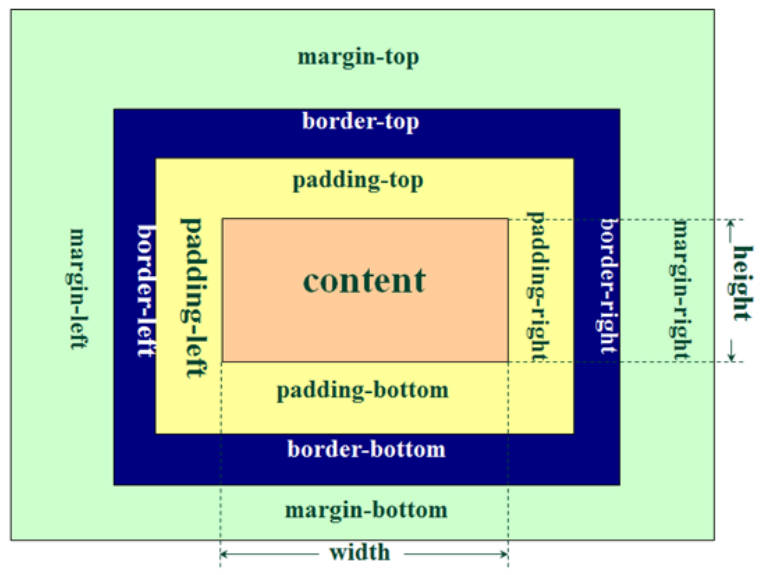 margin-top
border-top
padding-top
margin-left
border-left
padding-left
content
padding-right
border-right
margin-right
height
padding-bottom
border-bottom
margin-bottom
width